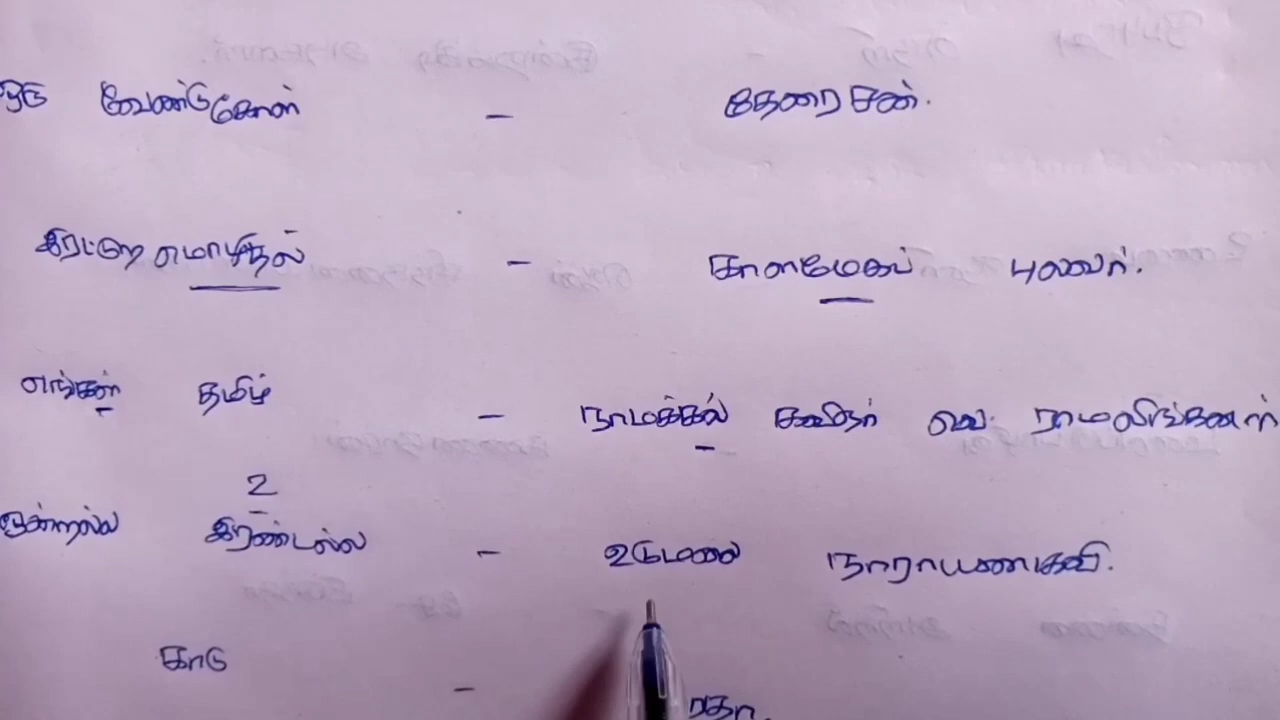 ஒரு வேண்டுகோள் - தேரைசன்.
இரட்டுற மொழிதல் - காளமேகப் புலவர்.
எங்கள் தமிழ் - நாமக்கல் கவிஞர் வெ. ராமலிங்கனார்
2
ஒன்றல்ல இரண்டல்ல - உடுமலை நாராயணகவி.
காடு -